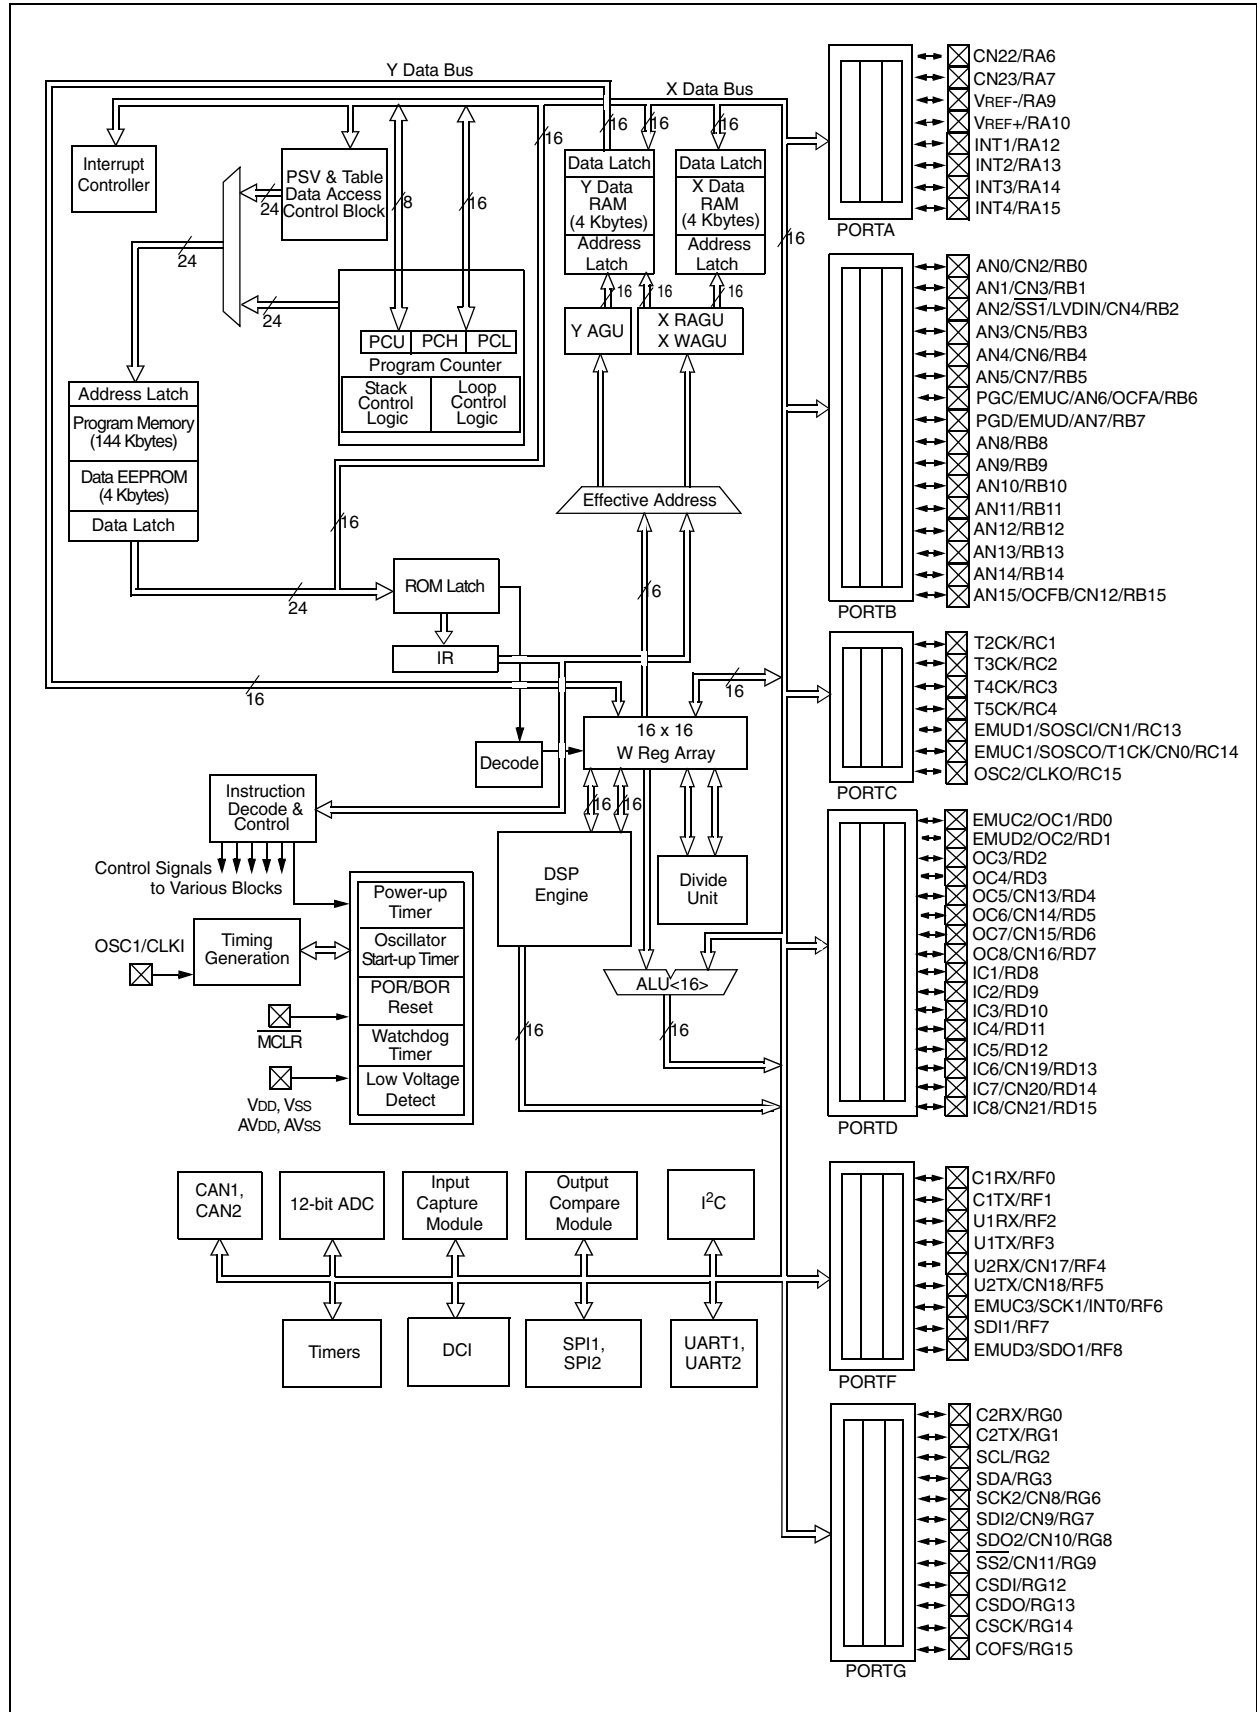 Y Data Bus
X Data Bus
16
16
16
16
Interrupt
Controller
PSV & Table
Data Access
Control Block
24
8
16
24
24
Data Latch
Y Data
RAM
(4 Kbytes)
Address
Latch
Data Latch
X Data
RAM
(4 Kbytes)
Address
Latch
16
16
16
16
Y AGU
X RAGU
X WAGU
PCU
PCH
PCL
Program Counter
Stack
Control
Logic
Loop
Control
Logic
Address Latch
Program Memory
(144 Kbytes)
Data EEPROM
(4 Kbytes)
Data Latch
16
24
Effective Address
ROM Latch
16
IR
16
16
16 x 16
W Reg Array
Decode
Instruction
Decode &
Control
16
16
Control Signals
to Various Blocks
DSP
Engine
Divide
Unit
Power-up
Timer
Oscillator
Start-up Timer
POR/BOR
Reset
Watchdog
Timer
Low Voltage
Detect
OSC1/CLKI
Timing
Generation
MCLR
VDD, VSS
AVDD, AVSS
ALU<16>
16
16
CAN1,
CAN2
12-bit ADC
Input
Capture
Module
Output
Compare
Module
I2C
Timers
DCI
SPI1,
SPI2
UART1,
UART2
CN22/RA6
CN23/RA7
VREF-/RA9
VREF+/RA10
INT1/RA12
INT2/RA13
INT3/RA14
INT4/RA15
PORTA
AN0/CN2/RB0
AN1/CN3/RB1
AN2/SS1/LVDIN/CN4/RB2
AN3/CN5/RB3
AN4/CN6/RB4
AN5/CN7/RB5
PGC/EMUC/AN6/OCFA/RB6
PGD/EMUD/AN7/RB7
AN8/RB8
AN9/RB9
AN10/RB10
AN11/RB11
AN12/RB12
AN13/RB13
AN14/RB14
AN15/OCFB/CN12/RB15
PORTB
T2CK/RC1
T3CK/RC2
T4CK/RC3
T5CK/RC4
EMUD1/SOSCI/CN1/RC13
EMUC1/SOSCO/T1CK/CN0/RC14
OSC2/CLKO/RC15
PORTC
EMUC2/OC1/RD0
EMUD2/OC2/RD1
OC3/RD2
OC4/RD3
OC5/CN13/RD4
OC6/CN14/RD5
OC7/CN15/RD6
OC8/CN16/RD7
IC1/RD8
IC2/RD9
IC3/RD10
IC4/RD11
IC5/RD12
IC6/CN19/RD13
IC7/CN20/RD14
IC8/CN21/RD15
PORTD
C1RX/RF0
C1TX/RF1
U1RX/RF2
U1TX/RF3
U2RX/CN17/RF4
U2TX/CN18/RF5
EMUC3/SCK1/INT0/RF6
SDI1/RF7
EMUD3/SDO1/RF8
PORTF
C2RX/RG0
C2TX/RG1
SCL/RG2
SDA/RG3
SCK2/CN8/RG6
SDI2/CN9/RG7
SDO2/CN10/RG8
SS2/CN11/RG9
CSDI/RG12
CSDO/RG13
CSCK/RG14
COFS/RG15
PORTG
16